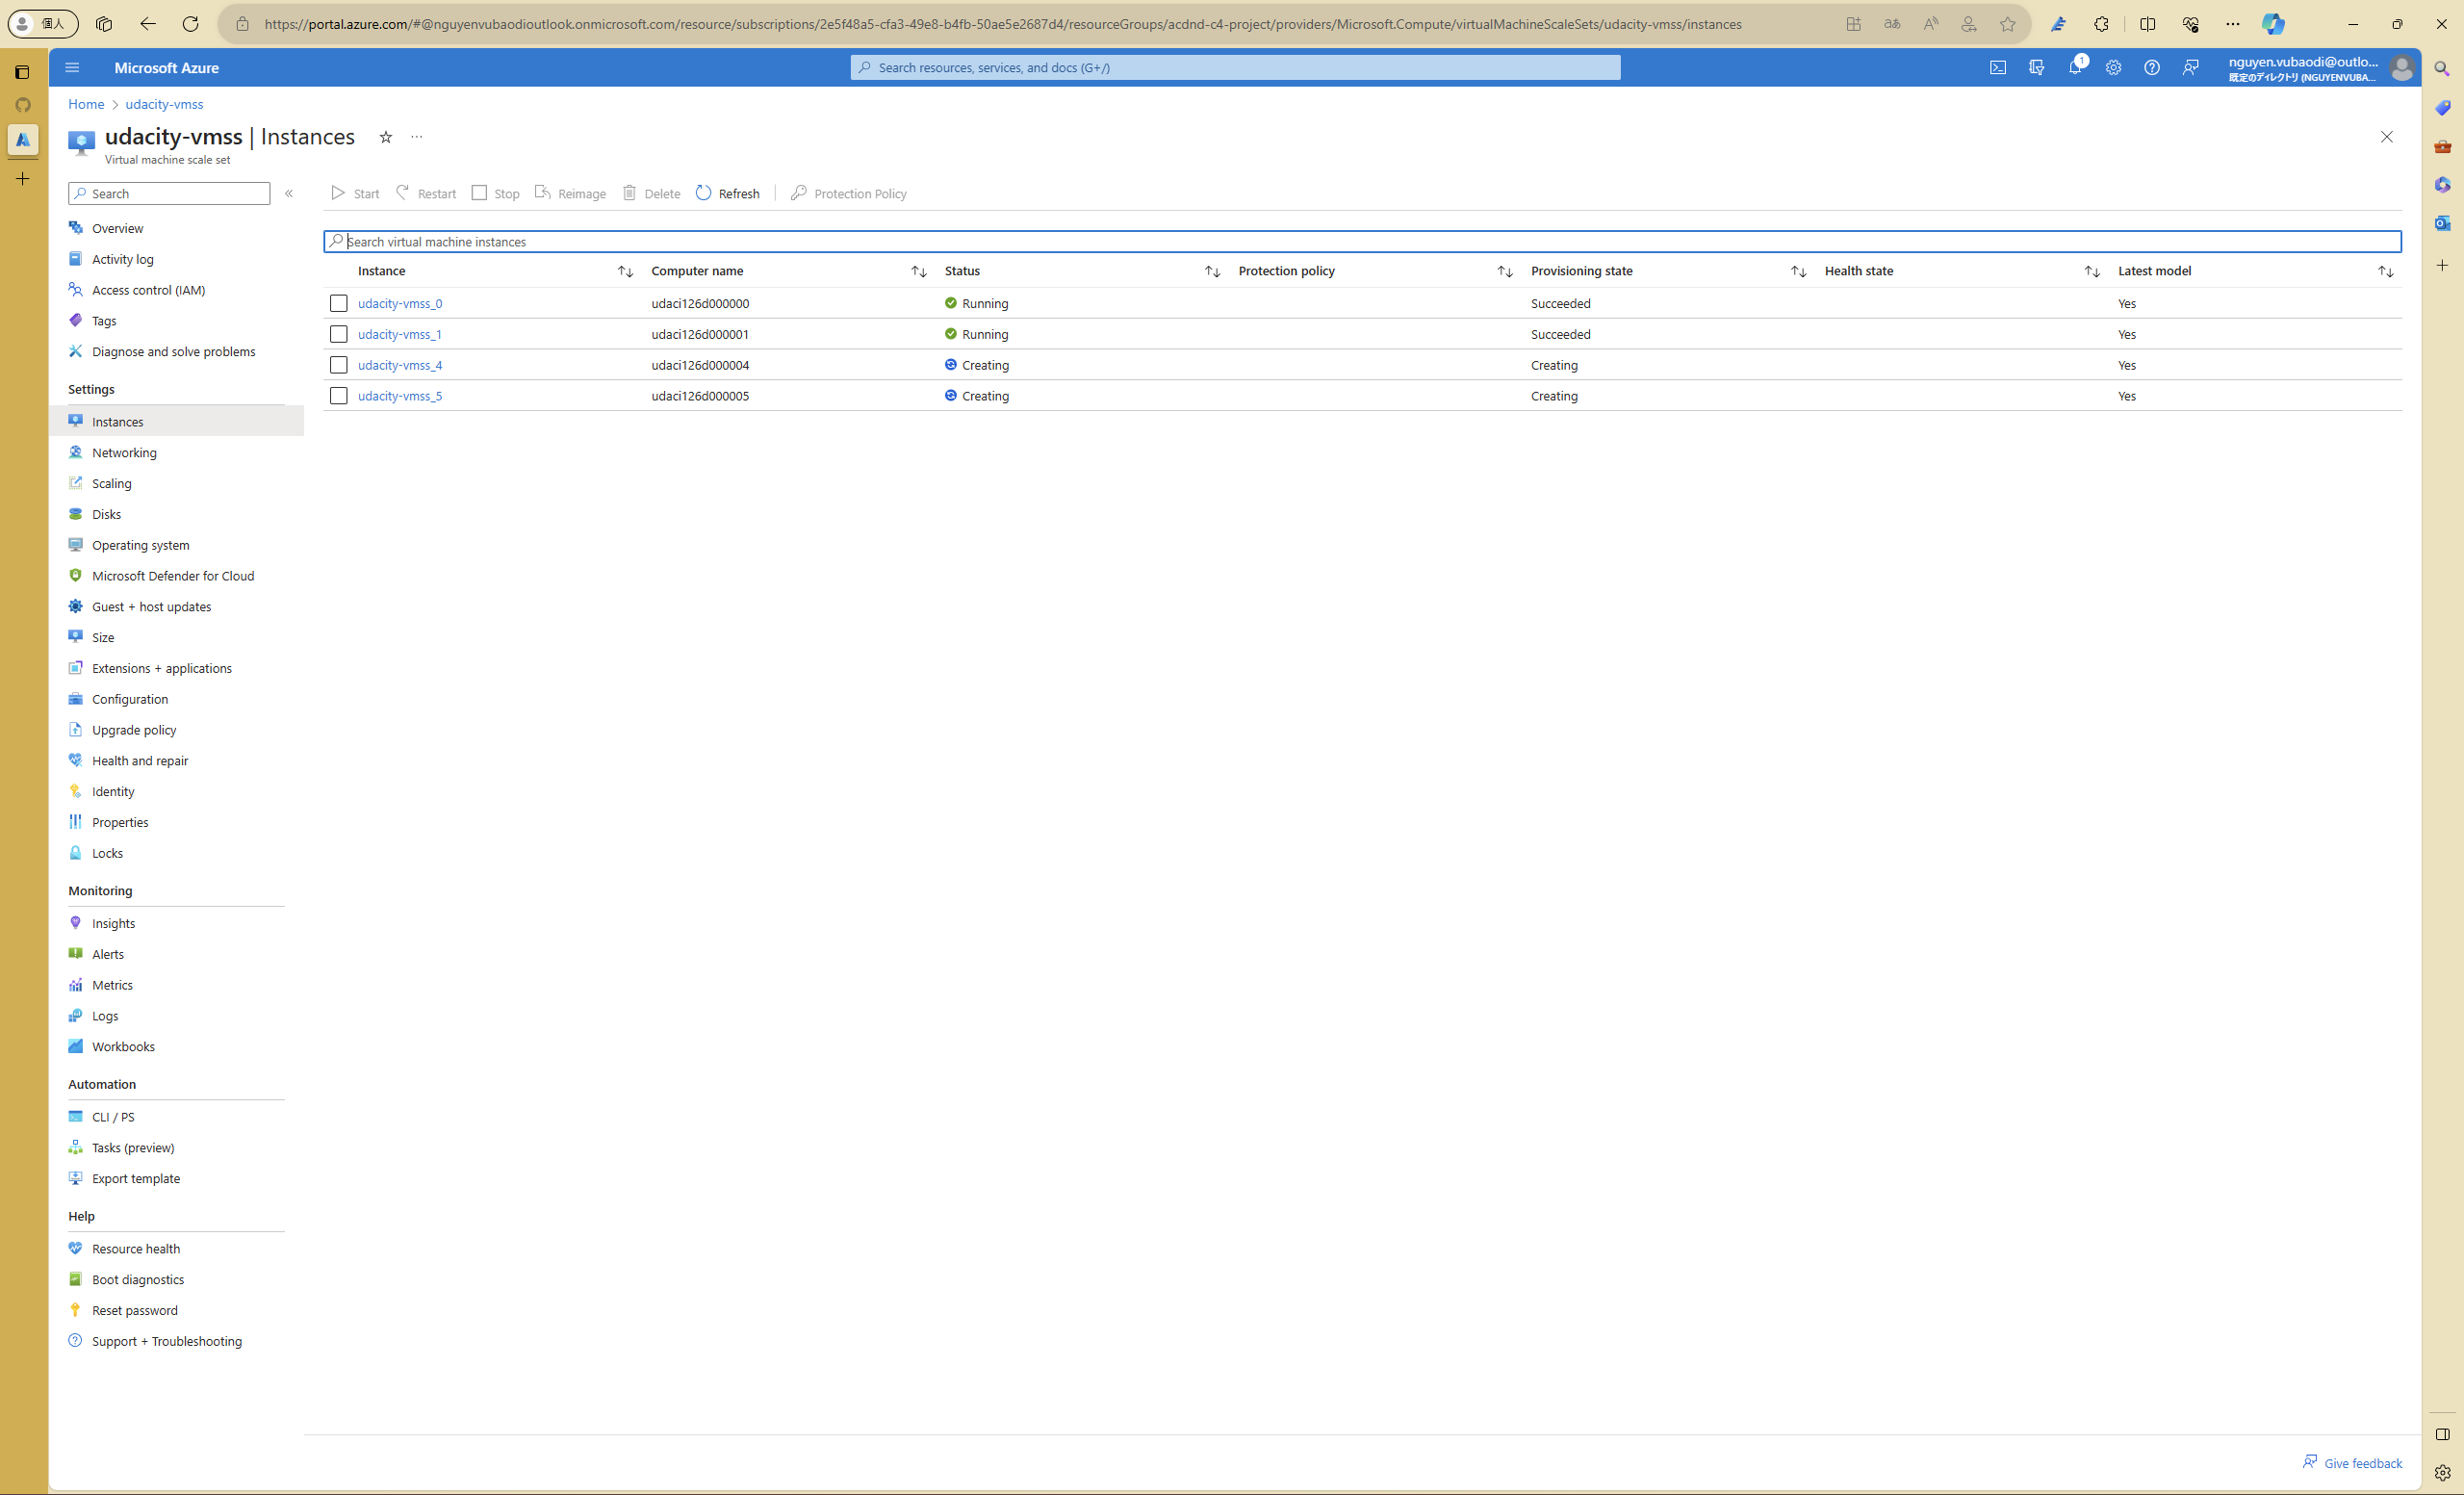 個人
https://portal.azure.com/#@nguyenvubaodioutlook.onmicrosoft.com/resource/subscriptions/2e5f48a5-cfa3-49e8-b4fb-50ae5e2687d4/resourceGroups/acdnd-c4-project/providers/Microsoft.Compute/virtualMachineScaleSets/udacity-vmss/instances
Microsoft Azure
Search resources, services, and docs (G+/)
1
nguyen.vubaodi@outlo...
既定のディレクトリ (NGUYENVUBA...
Home > udacity-vmss
udacity-vmss | Instances
Virtual machine scale set
Search
Start Restart Stop Reimage Delete Refresh Protection Policy
Search virtual machine instances
Instance Computer name Status Protection policy Provisioning state Health state Latest model
udacity-vmss_0 udaci126d000000 Running Succeeded Yes
udacity-vmss_1 udaci126d000001 Running Succeeded Yes
udacity-vmss_4 udaci126d000004 Creating Creating Yes
udacity-vmss_5 udaci126d000005 Creating Creating Yes
Overview
Activity log
Access control (IAM)
Tags
Diagnose and solve problems
Settings
Instances
Networking
Scaling
Disks
Operating system
Microsoft Defender for Cloud
Guest + host updates
Size
Extensions + applications
Configuration
Upgrade policy
Health and repair
Identity
Properties
Locks
Monitoring
Insights
Alerts
Metrics
Logs
Workbooks
Automation
CLI / PS
Tasks (preview)
Export template
Help
Resource health
Boot diagnostics
Reset password
Support + Troubleshooting
Give feedback